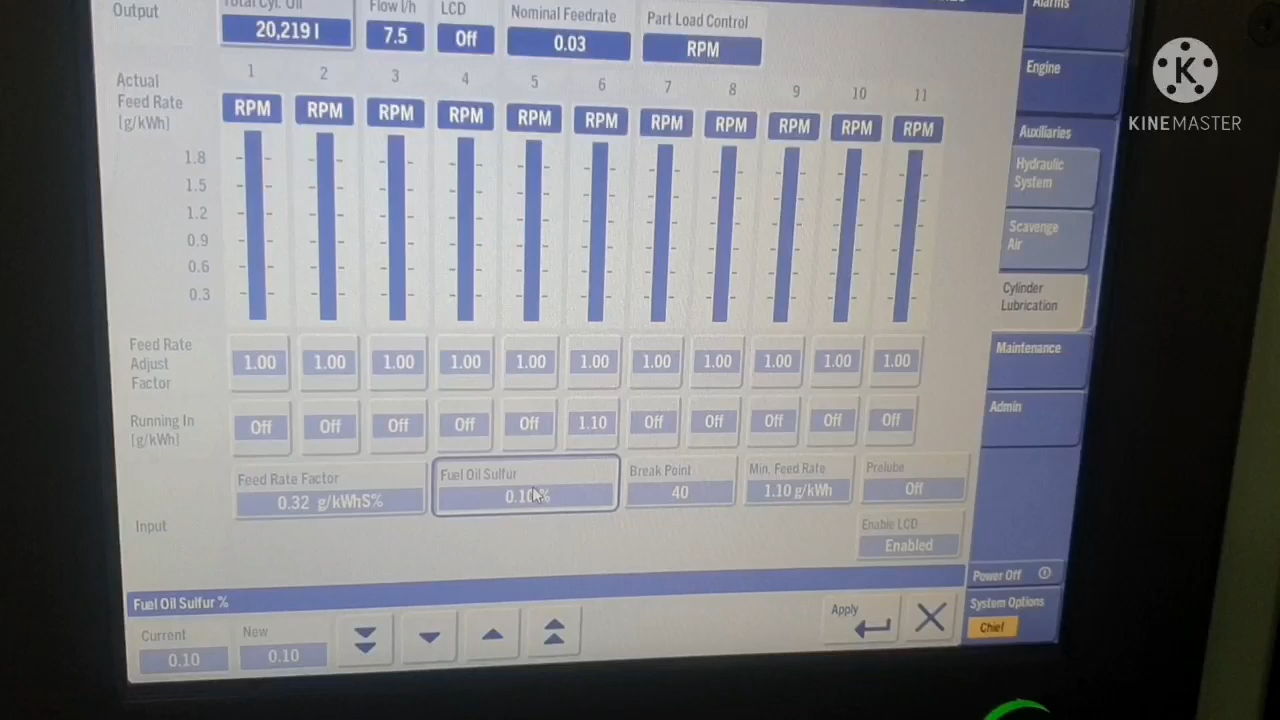 Output
Total Cyl. Oil
20,219 l
Flow l/h
7.5
LCD
Off
Nominal Feedrate
0.03
Part Load Control
RPM
Actual
Feed Rate
[g/kWh]
1 2 3 4 5 6 7 8 9 10 11
RPM RPM RPM RPM RPM RPM RPM RPM RPM RPM RPM
1.8
1.5
1.2
0.9
0.6
0.3
Feed Rate
Adjust
Factor
1.00 1.00 1.00 1.00 1.00 1.00 1.00 1.00 1.00 1.00 1.00
Running In
[g/kWh]
Off Off Off Off Off 1.10 Off Off Off Off Off
Input
Feed Rate Factor
0.32 g/kWhS%
Fuel Oil Sulfur
0.10 %
Break Point
40
Min. Feed Rate
1.10 g/kWh
Prelube
Off
Enable LCD
Enabled
Fuel Oil Sulfur %
Current
0.10
New
0.10
Apply
Alarms
Engine
Auxiliaries
Hydraulic
System
Scavenge
Air
Cylinder
Lubrication
Maintenance
Admin
Power Off
System Options
Chief
K
KINEMASTER